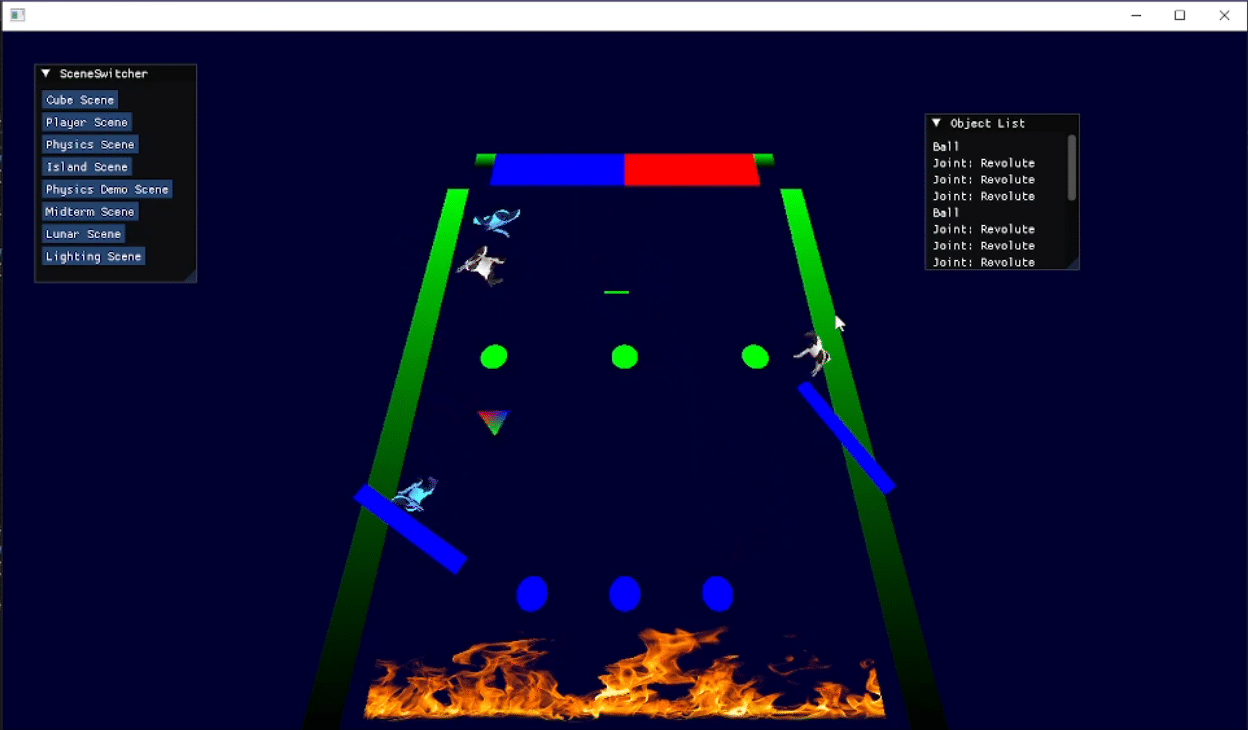 SceneSwitcher
Cube Scene
Player Scene
Physics Scene
Island Scene
Physics Demo Scene
Midterm Scene
Lunar Scene
Lighting Scene
Object List
Ball
Joint: Revolute
Joint: Revolute
Joint: Revolute
Ball
Joint: Revolute
Joint: Revolute
Joint: Revolute